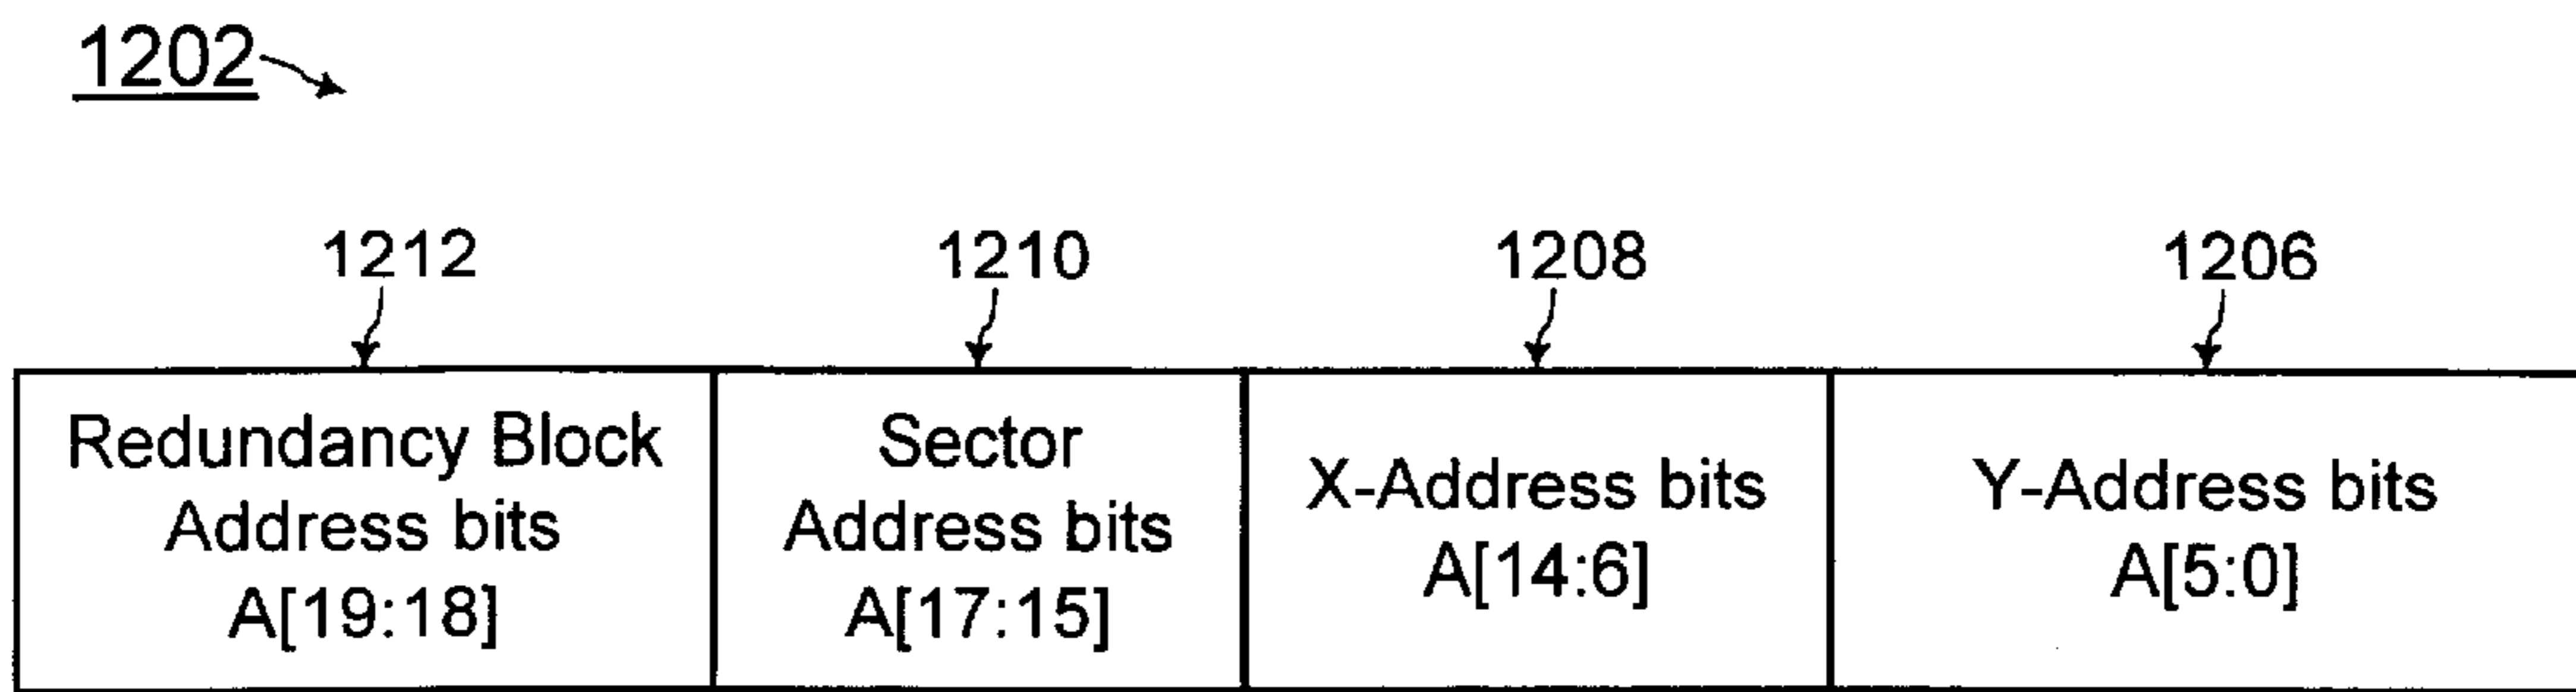 1202
1212
1210
1208
1206
Redundancy Block
Address bits
A[19:18]
Sector
Address bits
A[17:15]
X-Address bits
A[14:6]
Y-Address bits
A[5:0]